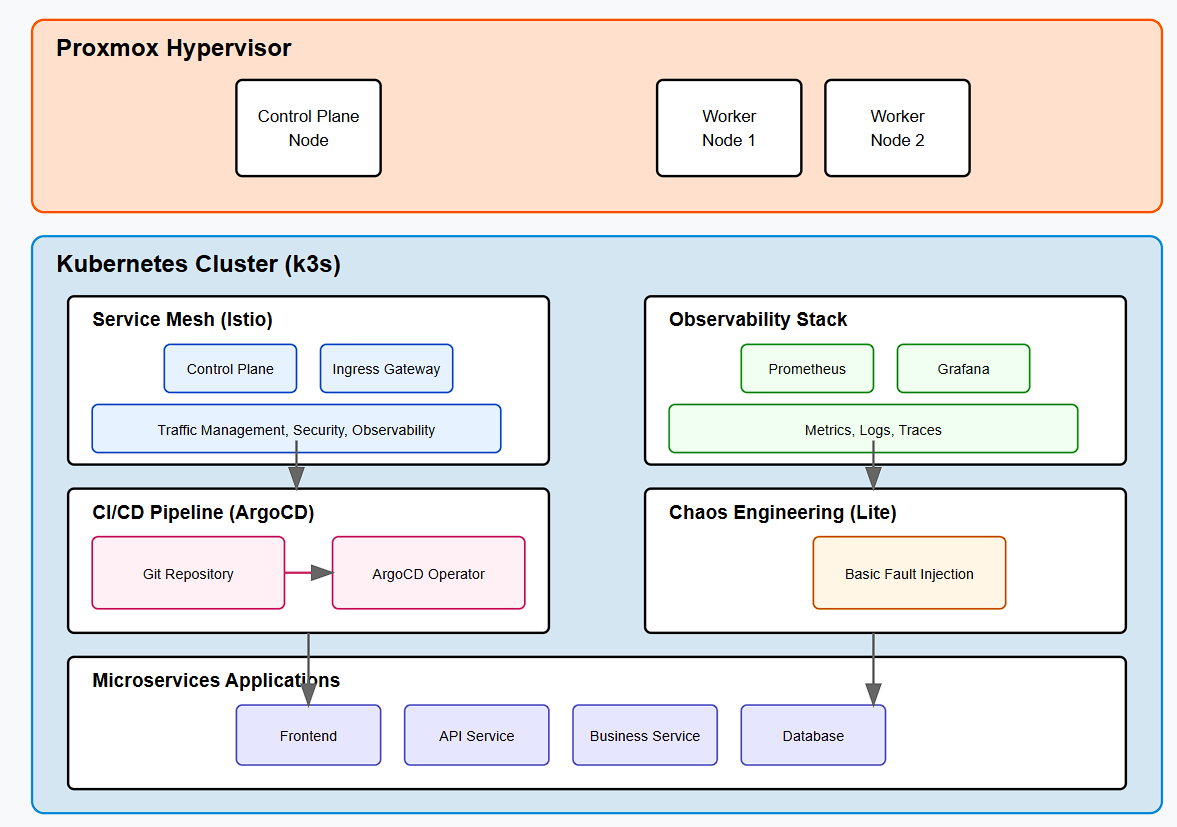 Proxmox Hypervisor
Control Plane
Node
Worker
Node 1
Worker
Node 2
Kubernetes Cluster (k3s)
Service Mesh (Istio)
Control Plane
Ingress Gateway
Traffic Management, Security, Observability
Observability Stack
Prometheus
Grafana
Metrics, Logs, Traces
CI/CD Pipeline (ArgoCD)
Git Repository
ArgoCD Operator
Chaos Engineering (Lite)
Basic Fault Injection
Microservices Applications
Frontend
API Service
Business Service
Database